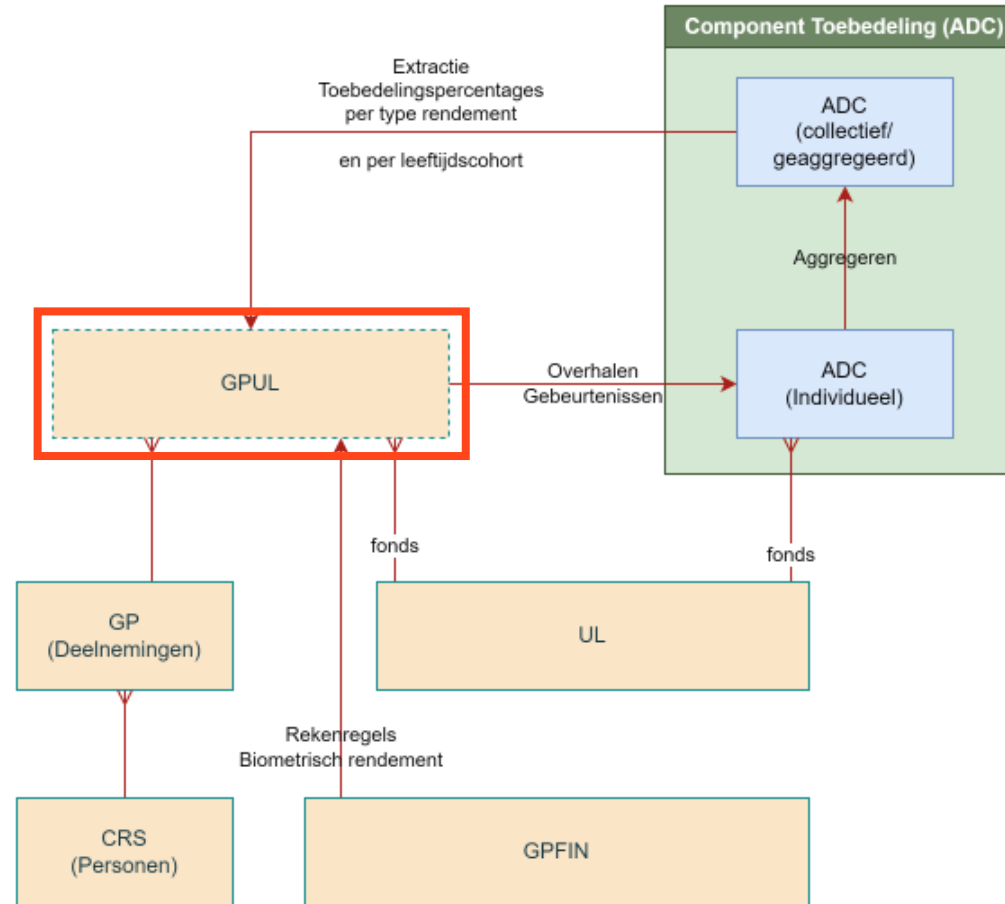 Component Toebedeling (ADC)
Extractie
Toebedelingspercentages
per type rendement
en per leeftijdscohort
ADC
(collectief/
geaggregeerd)
Aggregeren
GPUL
Overhalen
Gebeurtenissen
ADC
(Individueel)
fonds
fonds
GP
(Deelnemingen)
UL
Rekenregels
Biometrisch rendement
CRS
(Personen)
GPFIN